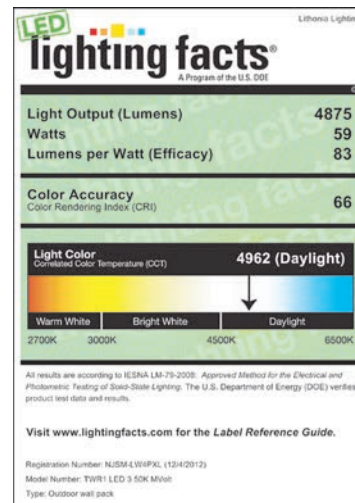 LED
Lithonia Lightin
lighting facts®
A Program of the U.S. DOE
Light Output (Lumens) 4875
Watts 59
Lumens per Watt (Efficacy) 83
Color Accuracy
Color Rendering Index (CRI) 66
Light Color
Correlated Color Temperature (CCT) 4962 (Daylight)
Warm White Bright White Daylight
2700K 3000K 4500K 6500K
All results are according to IESNA LM-79-2008: Approved Method for the Electrical and
Photometric Testing of Solid-State Lighting. The U.S. Department of Energy (DOE) verifies
product test data and results.
Visit www.lightingfacts.com for the Label Reference Guide.
Registration Number: NJSM-LW4PXL (12/4/2012)
Model Number: TWR1 LED 3 50K MVolt
Type: Outdoor wall pack